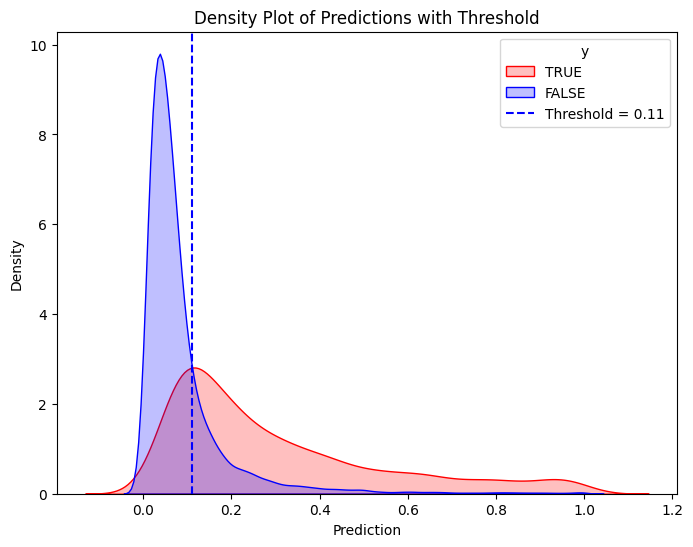 Density Plot of Predictions with Threshold
y
TRUE
FALSE
Threshold = 0.11
Density
10
8
6
4
2
0
0.0 0.2 0.4 0.6 0.8 1.0 1.2
Prediction